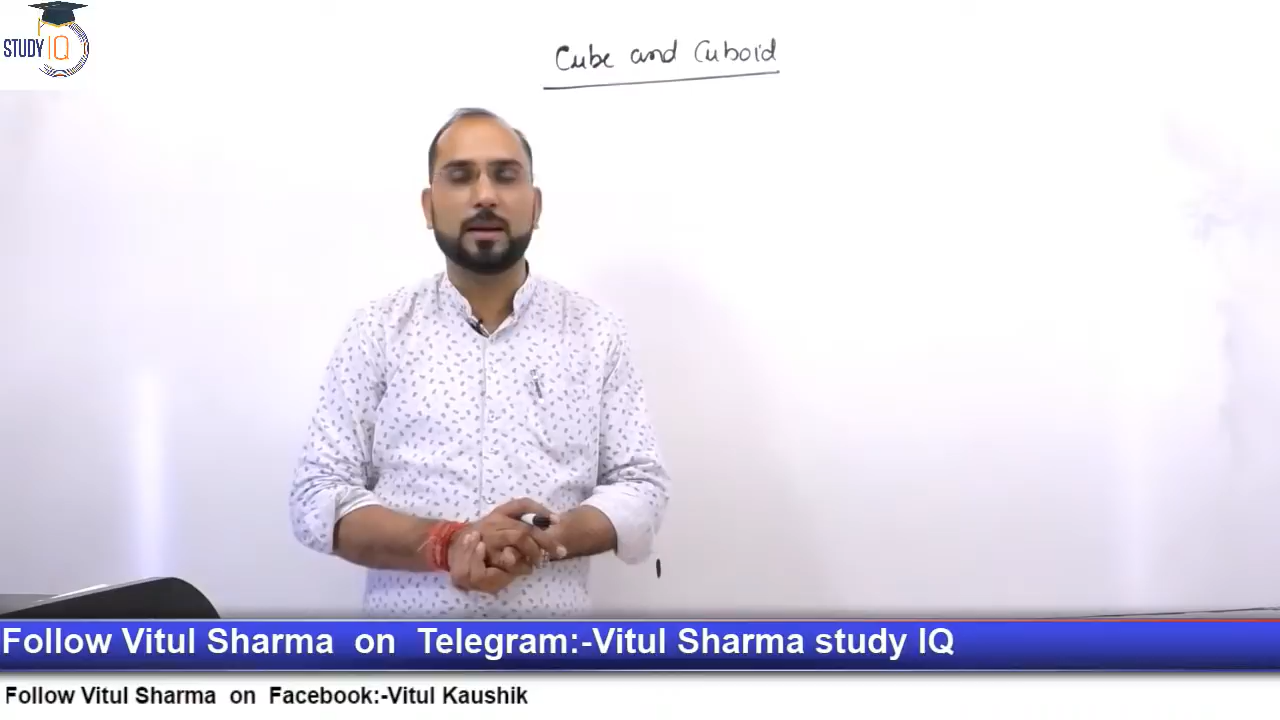 STUDY IQ
Cube and Cuboid
Follow Vitul Sharma on Telegram:-Vitul Sharma study IQ
Follow Vitul Sharma on Facebook:-Vitul Kaushik